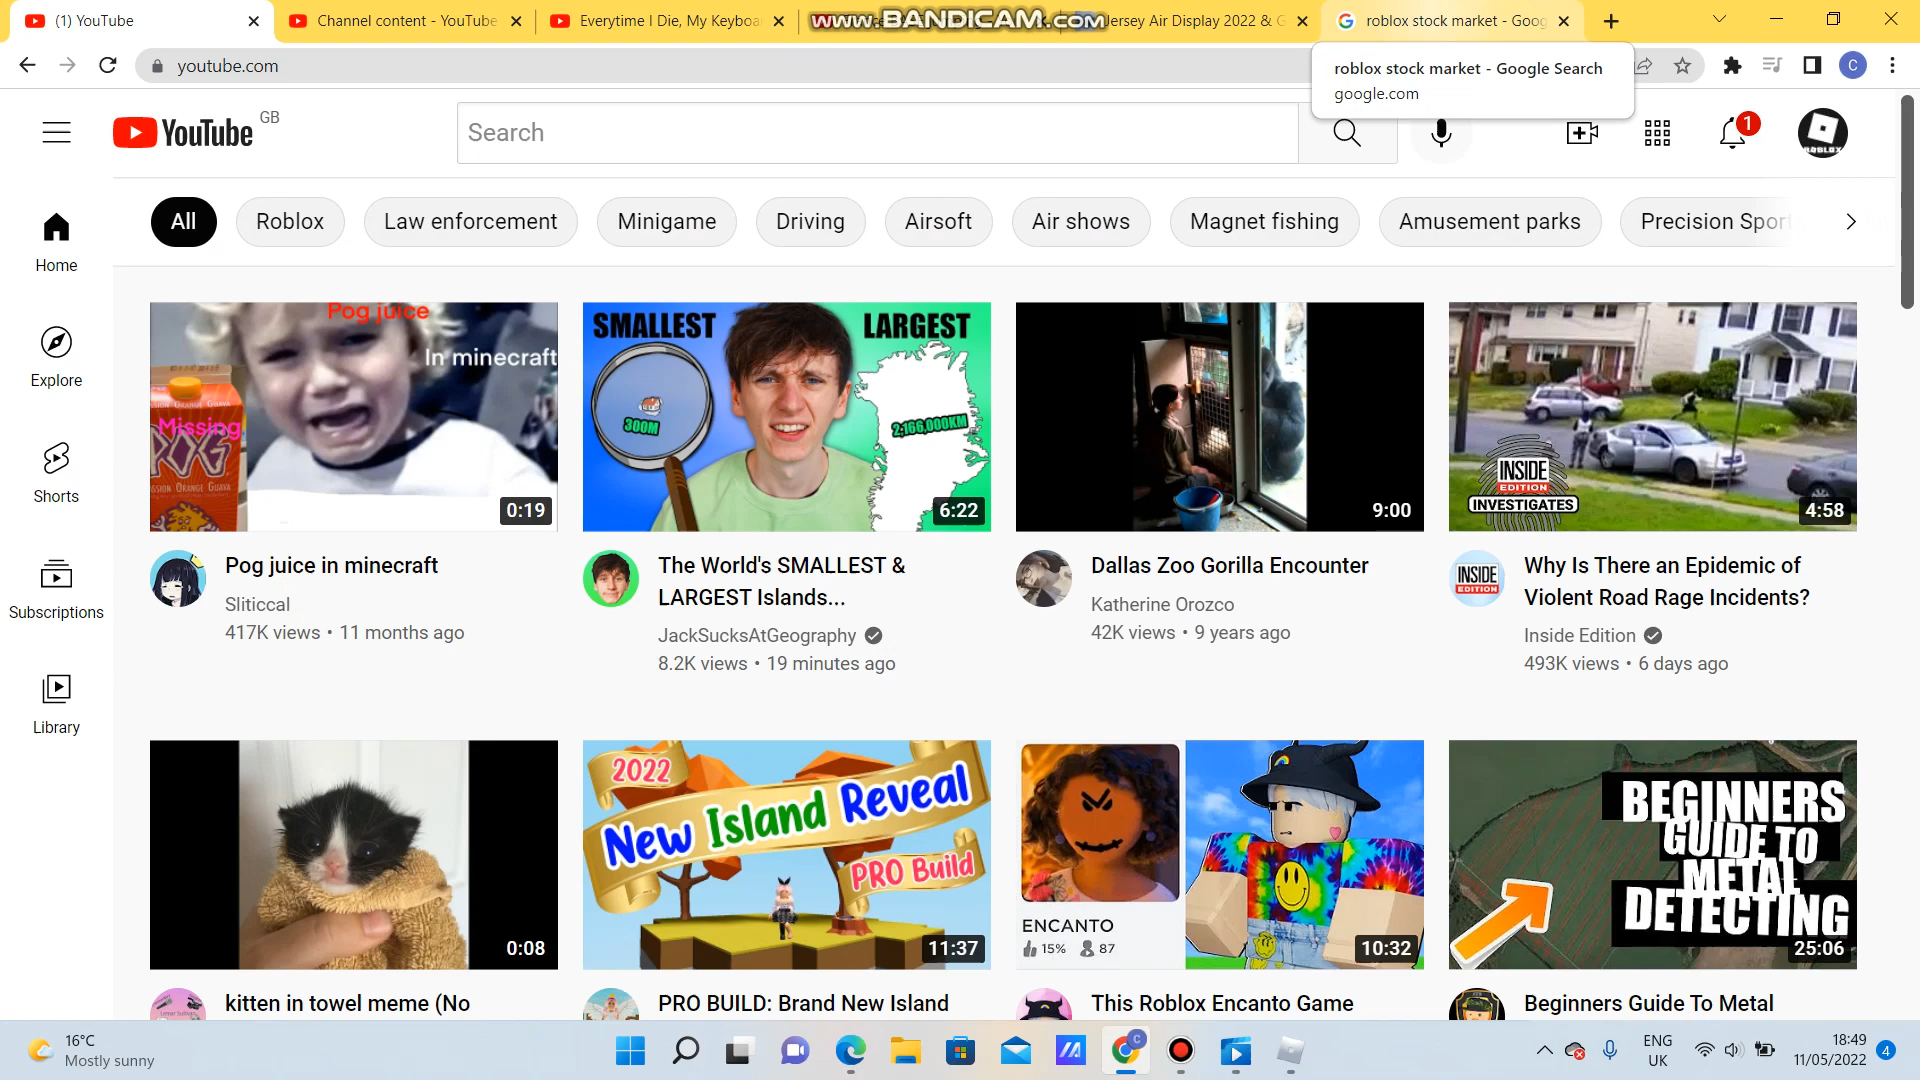 (1) YouTube
Channel content - YouTube
Everytime I Die, My Keyboa
www.BANDICAM.com
Jersey Air Display 2022 & G
roblox stock market - Goog
youtube.com
roblox stock market - Google Search
google.com
C
YouTube GB
Search
1
ROBLOX
All
Roblox
Law enforcement
Minigame
Driving
Airsoft
Air shows
Magnet fishing
Amusement parks
Precision Sport
Home
Explore
Shorts
Subscriptions
Library
Pog juice
In minecraft
Missing
POG
0:19
SMALLEST
LARGEST
300M
2,166,000KM
6:22
9:00
INSIDE
EDITION
INVESTIGATES
4:58
Pog juice in minecraft
Sliticcal
417K views • 11 months ago
The World's SMALLEST &
LARGEST Islands...
JackSucksAtGeography
8.2K views • 19 minutes ago
Dallas Zoo Gorilla Encounter
Katherine Orozco
42K views • 9 years ago
INSIDE
EDITION
Why Is There an Epidemic of
Violent Road Rage Incidents?
Inside Edition
493K views • 6 days ago
0:08
2022
New Island Reveal
PRO Build
11:37
ENCANTO
15% 87
10:32
BEGINNERS
GUIDE TO
METAL
DETECTING
25:06
kitten in towel meme (No
PRO BUILD: Brand New Island
This Roblox Encanto Game
Beginners Guide To Metal
16°C
Mostly sunny
C
ENG
UK
18:49
11/05/2022
4